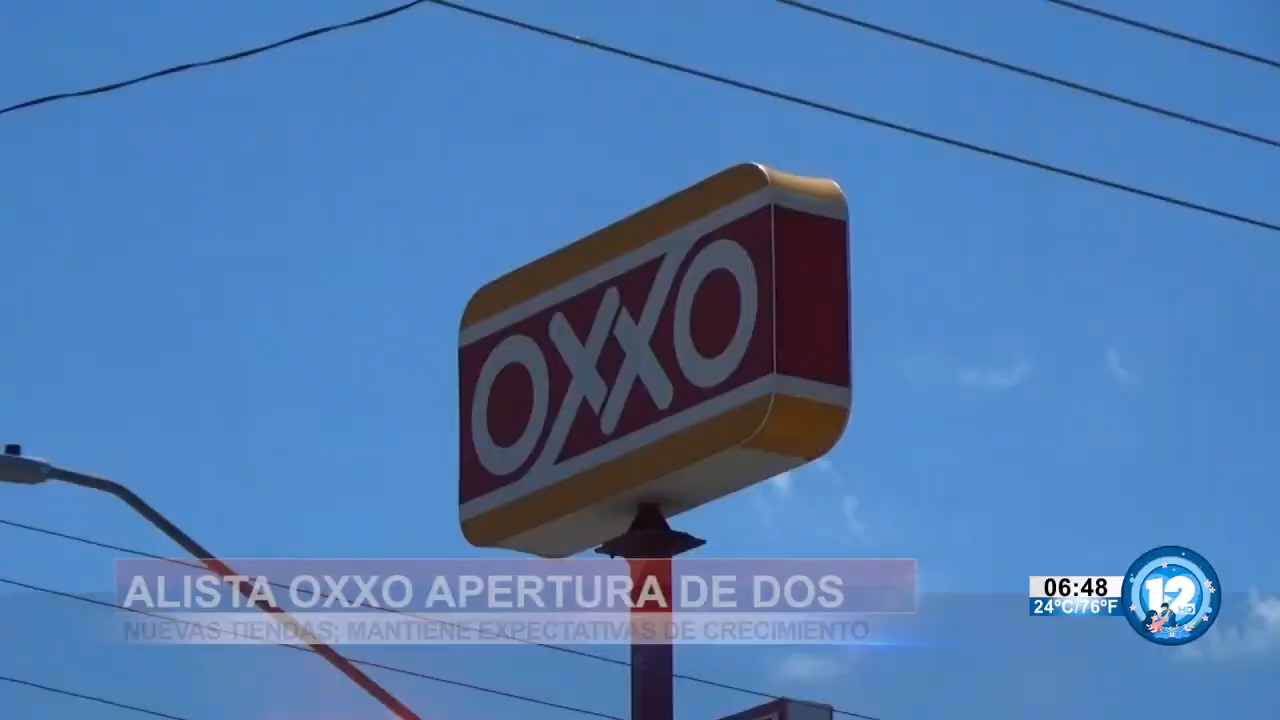 OXXO
ALISTA OXXO APERTURA DE DOS
NUEVAS TIENDAS; MANTIENE EXPECTATIVAS DE CRECIMIENTO
06:48
24°C/76°F
12
HD